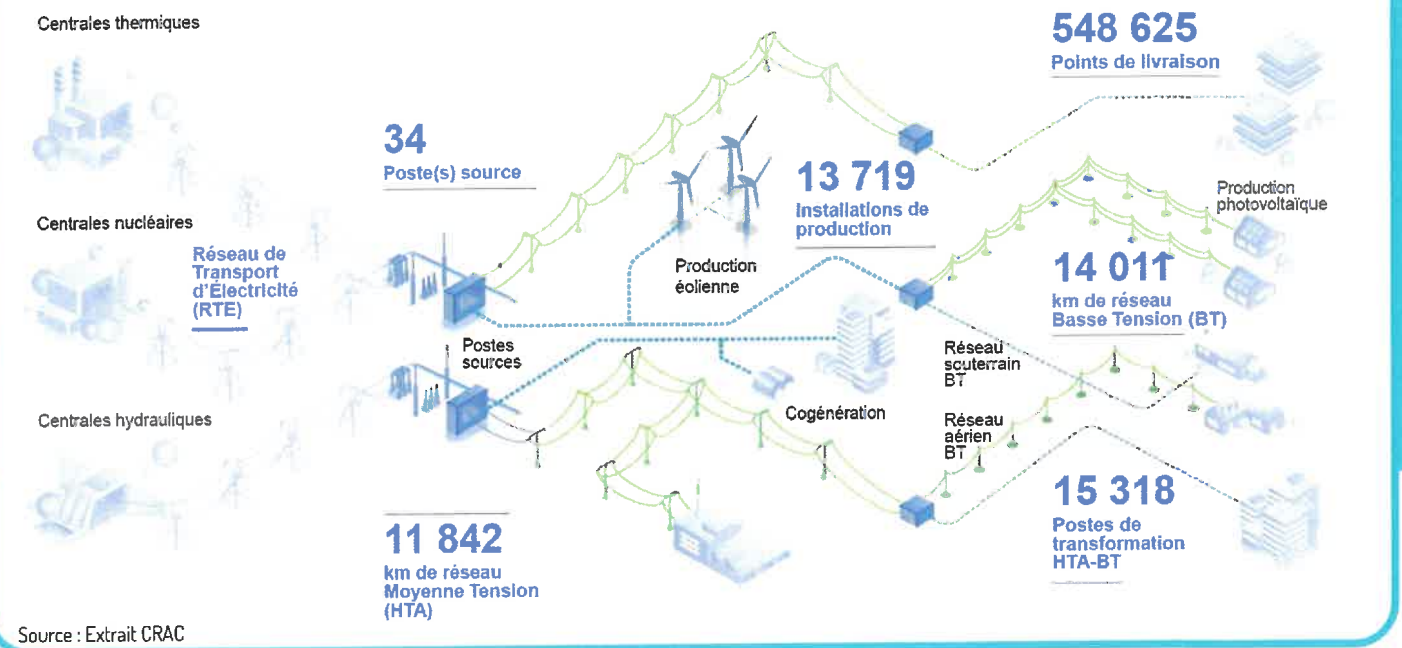 Centrales thermiques
548 625
Points de livraison
34
Poste(s) source
13 719
Installations de
production
Production
photovoltaïque
Centrales nucléaires
Réseau de
Transport
d'Électricité
(RTE)
Production
éolienne
14 011
km de réseau
Basse Tension (BT)
Postes
sources
Réseau
souterrain
BT
Centrales hydrauliques
Cogénération
Réseau
aérien
BT
11 842
km de réseau
Moyenne Tension
(HTA)
15 318
Postes de
transformation
HTA-BT
Source : Extrait CRAC